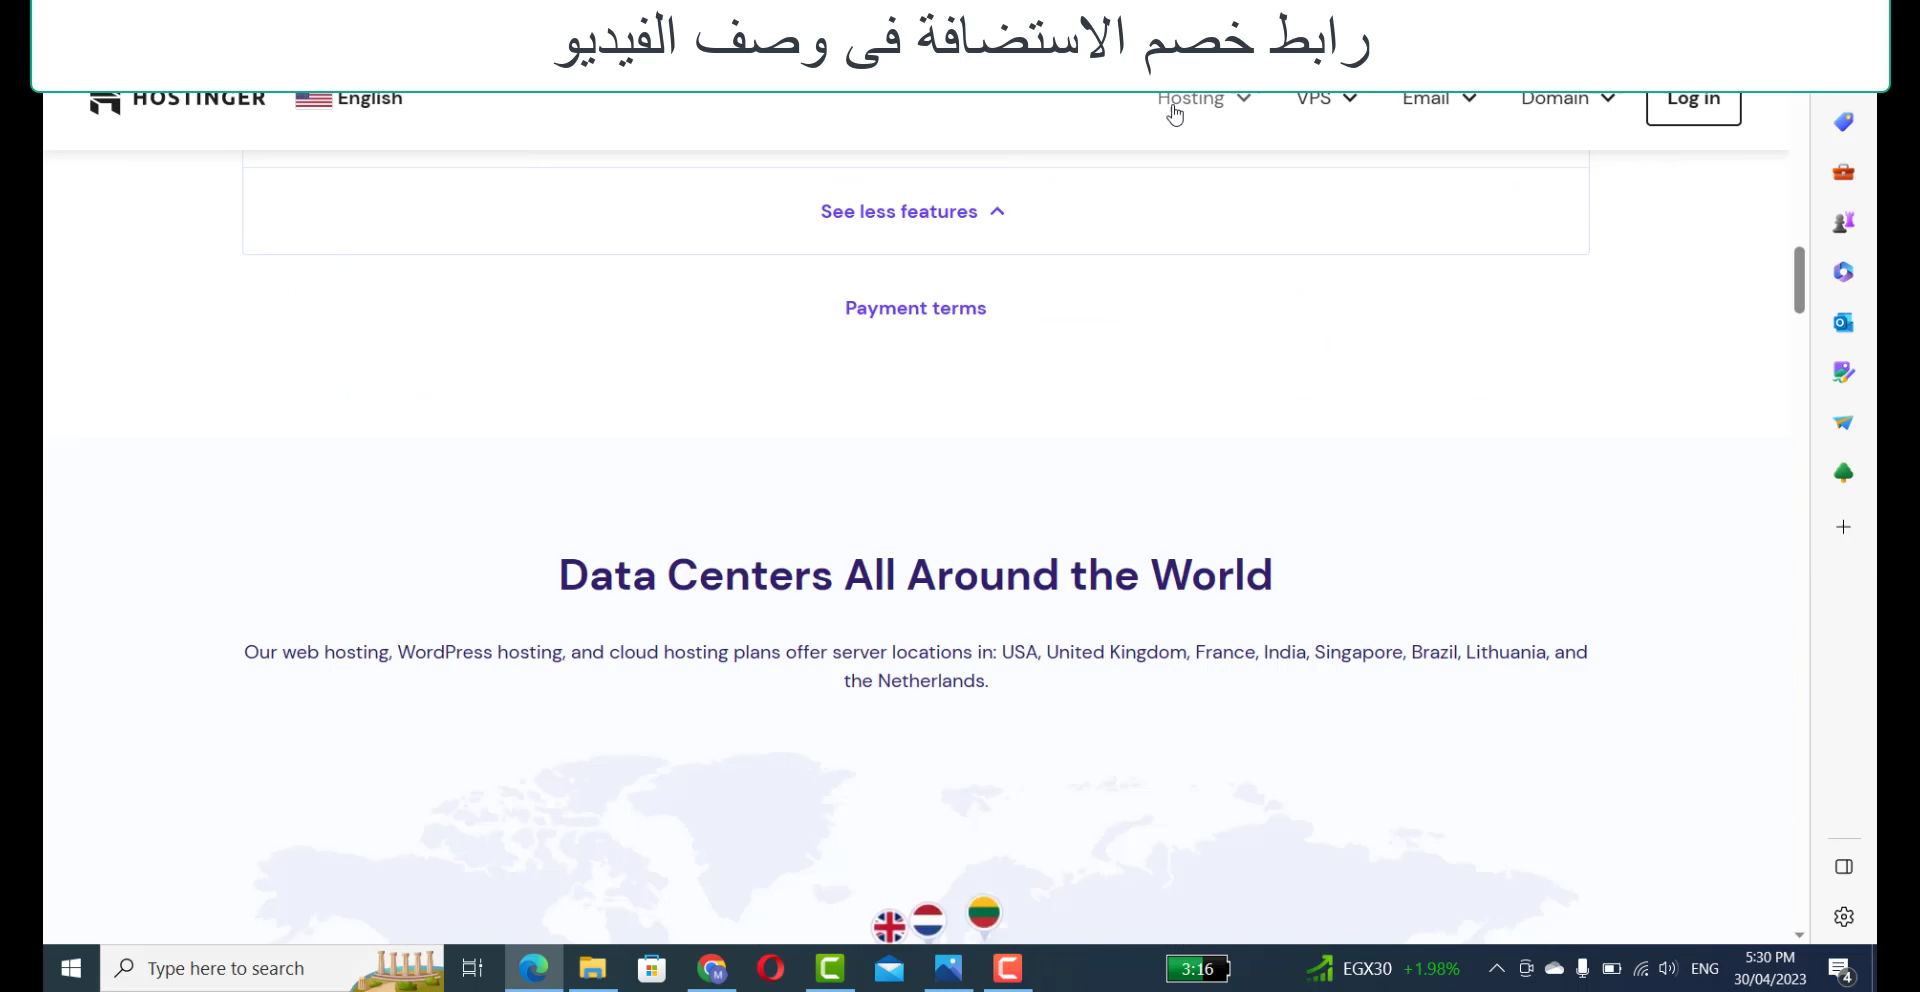 رابط خصم الاستضافة فى وصف الفيديو
HOSTINGER English Hosting VPS Email Domain Log in
See less features
Payment terms
Data Centers All Around the World
Our web hosting, WordPress hosting, and cloud hosting plans offer server locations in: USA, United Kingdom, France, India, Singapore, Brazil, Lithuania, and
the Netherlands.
Type here to search 3:16 EGX30 +1.98% ENG 5:30 PM
30/04/2023 4